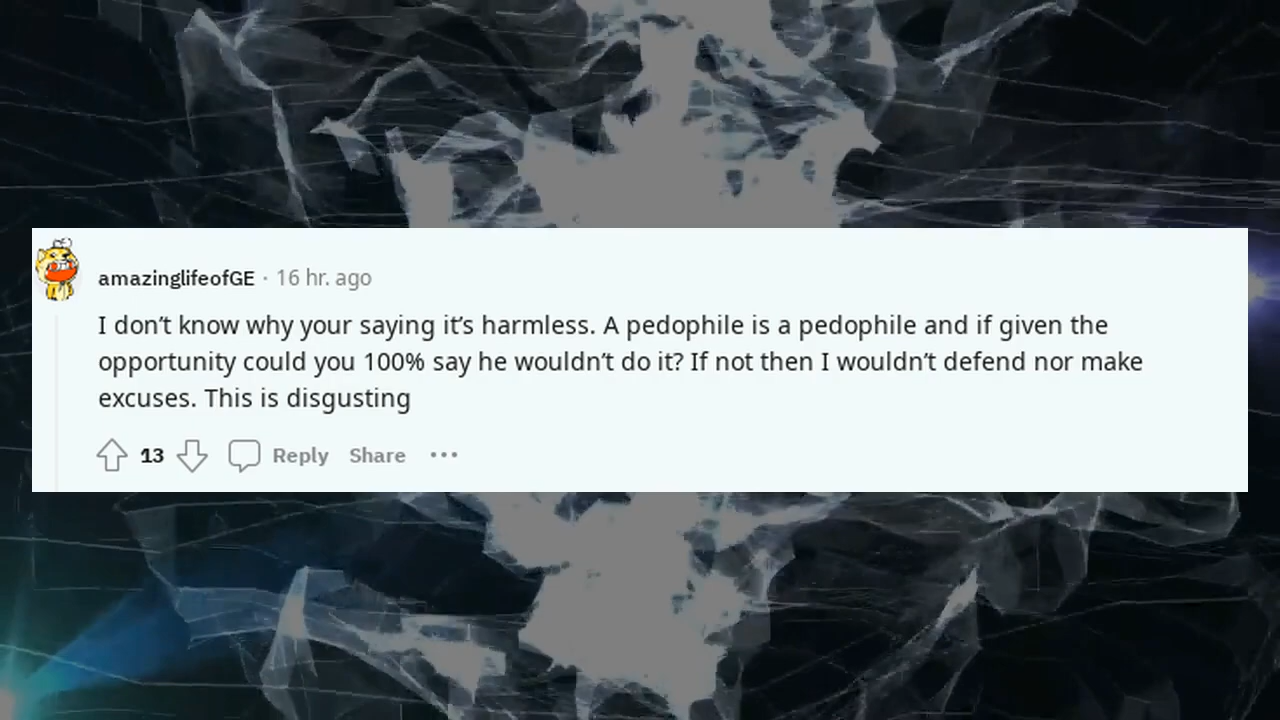 amazinglifeofGE · 16 hr. ago
I don’t know why your saying it’s harmless. A pedophile is a pedophile and if given the
opportunity could you 100% say he wouldn’t do it? If not then I wouldn’t defend nor make
excuses. This is disgusting
13 Reply Share •••